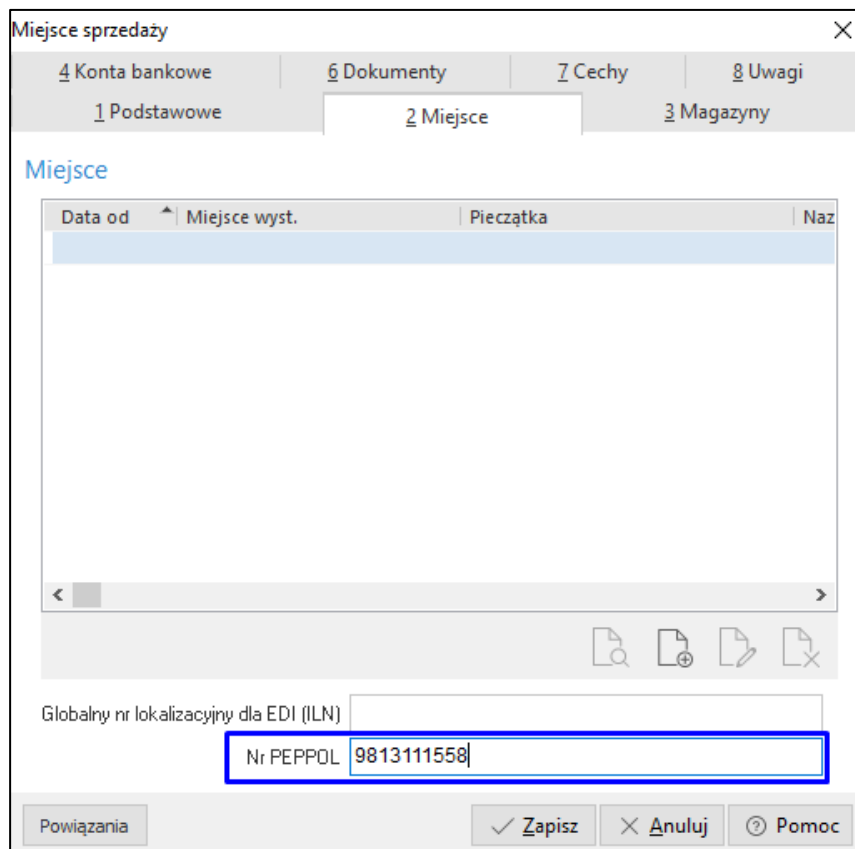 Miejsce sprzedaży
4 Konta bankowe 6 Dokumenty 7 Cechy 8 Uwagi
1 Podstawowe 2 Miejsce 3 Magazyny
Miejsce
Data od Miejsce wyst. Pieczątka Naz
Globalny nr lokalizacyjny dla EDI (ILN)
Nr PEPPOL 9813111558
Powiązania Zapisz Anuluj Pomoc